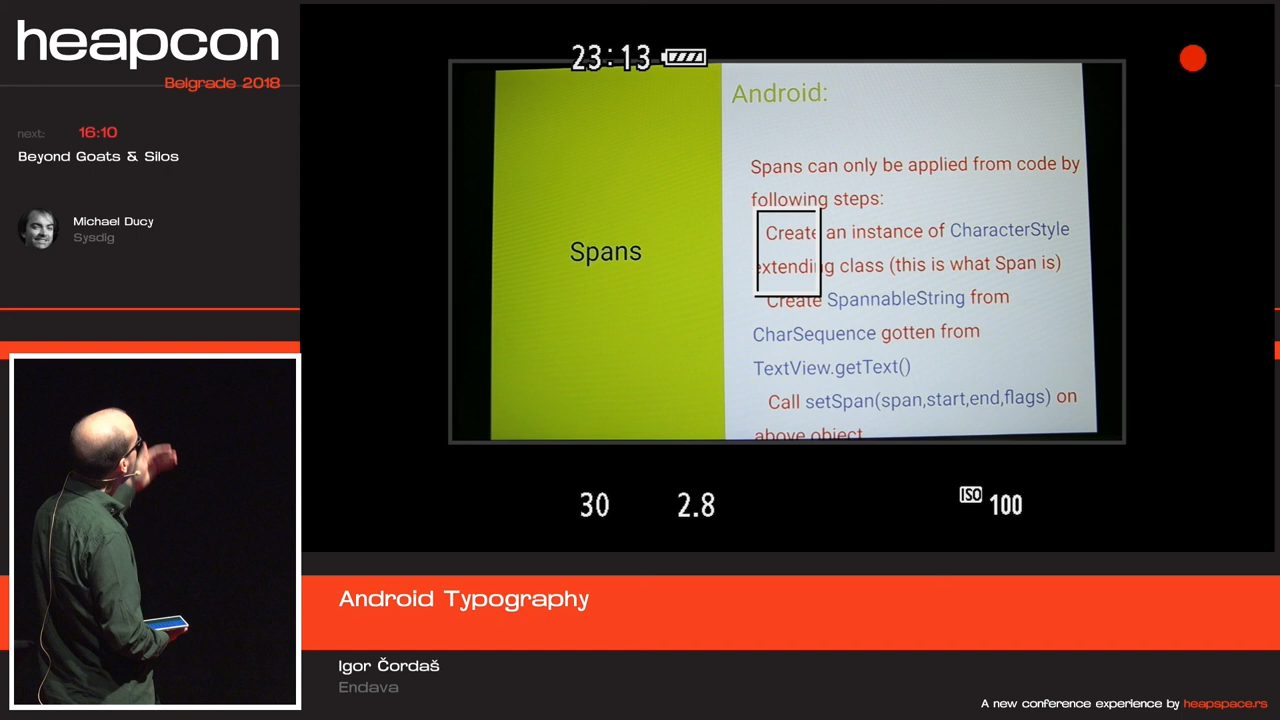 heapcon
Belgrade 2018
next: 16:10
Beyond Goats & Silos
Michael Ducy
Sysdig
23:13
Spans
Android:
Spans can only be applied from code by
following steps:
Create an instance of CharacterStyle
extending class (this is what Span is)
Create SpannableString from
CharSequence gotten from
TextView.getText()
Call setSpan(span,start,end,flags) on
above object
30 2.8 ISO 100
Android Typography
Igor Čordaš
Endava
A new conference experience by heapspace.rs